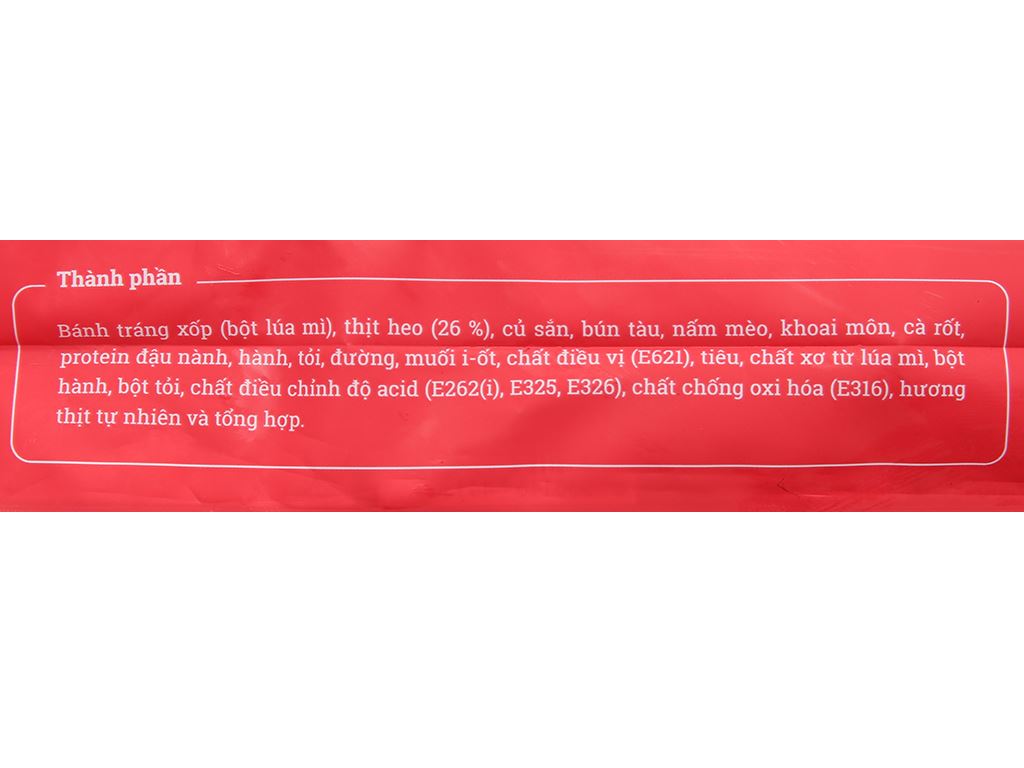 Thành phần
Bánh tráng xốp (bột lúa mì), thịt heo (26 %), củ sắn, bún tàu, nấm mèo, khoai môn, cà rốt,
protein đậu nành, hành, tỏi, đường, muối i-ốt, chất điều vị (E621), tiêu, chất xơ từ lúa mì, bột
hành, bột tỏi, chất điều chỉnh độ acid (E262(i), E325, E326), chất chống oxi hóa (E316), hương
thịt tự nhiên và tổng hợp.